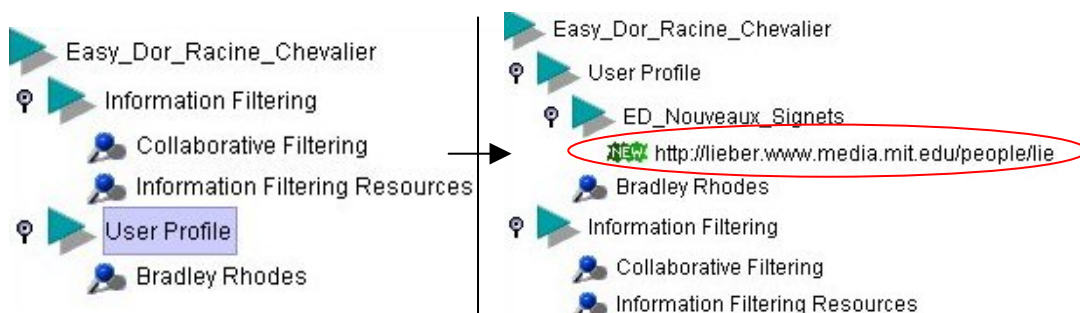 Easy_Dor_Racine_Chevalier
Information Filtering
Collaborative Filtering
Information Filtering Resources
User Profile
Bradley Rhodes
Easy_Dor_Racine_Chevalier
User Profile
ED_Nouveaux_Signets
NEW http://lieber.www.media.mit.edu/people/lie
Bradley Rhodes
Information Filtering
Collaborative Filtering
Information Filtering Resources